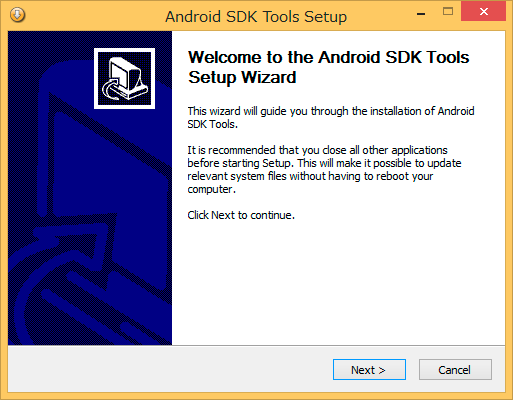 Android SDK Tools Setup
Welcome to the Android SDK Tools
Setup Wizard
This wizard will guide you through the installation of Android
SDK Tools.
It is recommended that you close all other applications
before starting Setup. This will make it possible to update
relevant system files without having to reboot your
computer.
Click Next to continue.
Next >
Cancel